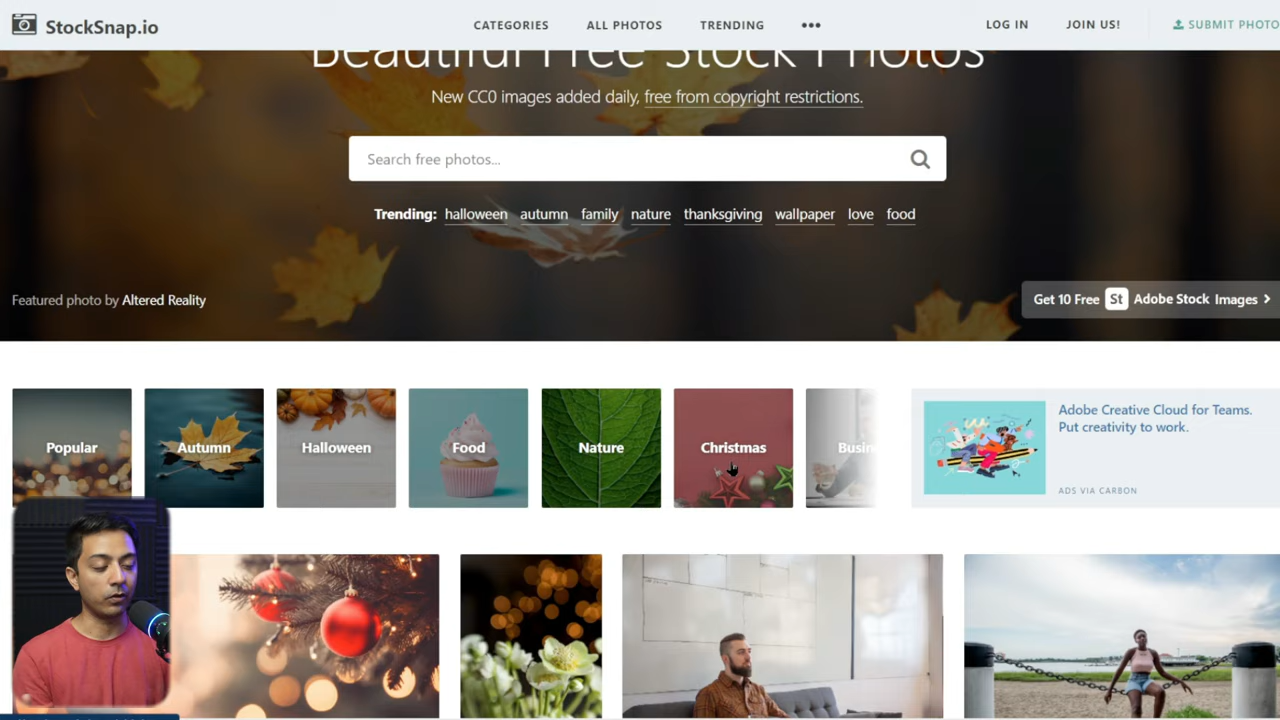 StockSnap.io
CATEGORIES
ALL PHOTOS
TRENDING
LOG IN
JOIN US!
SUBMIT PHOTO
Beautiful Free Stock Photos
New CC0 images added daily, free from copyright restrictions.
Search free photos...
Trending: halloween autumn family nature thanksgiving wallpaper love food
Featured photo by Altered Reality
Get 10 Free St Adobe Stock Images
Popular
Autumn
Halloween
Food
Nature
Christmas
Busin
Adobe Creative Cloud for Teams.
Put creativity to work.
ADS VIA CARBON